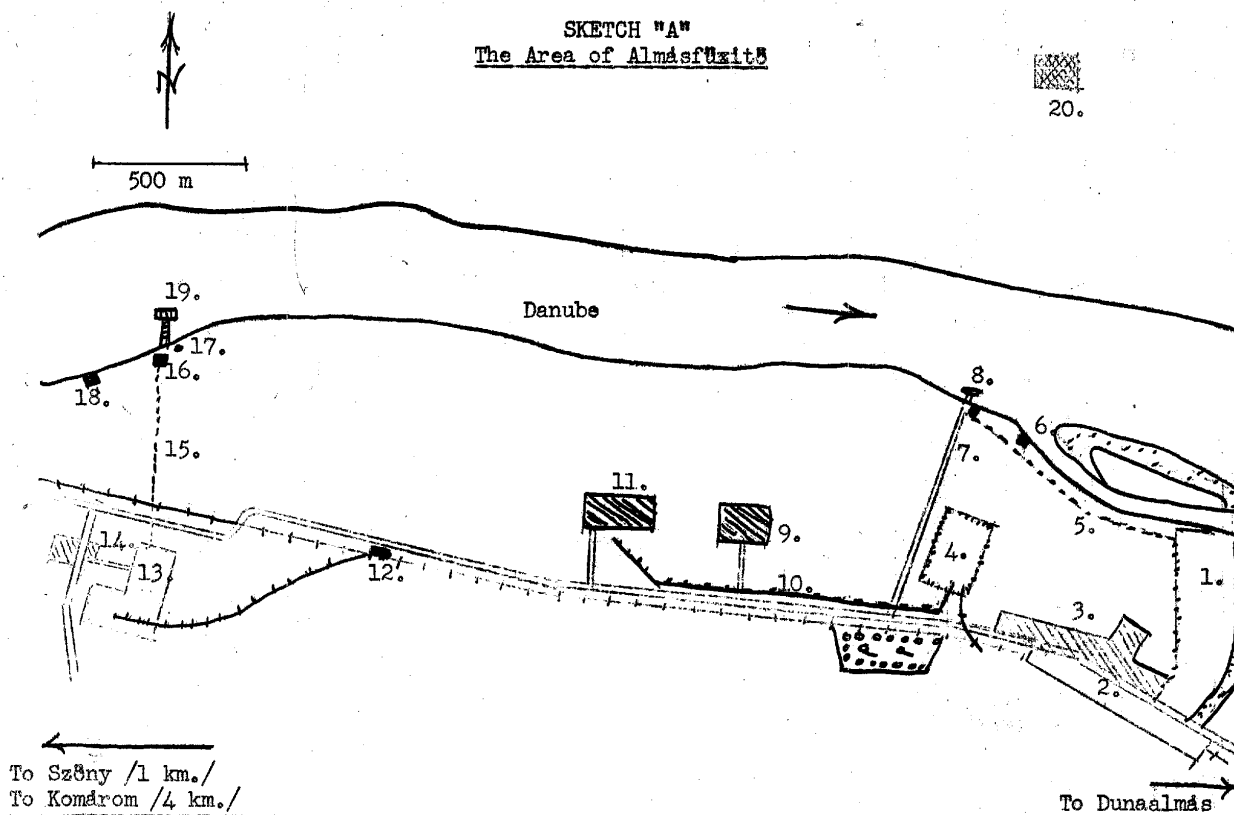 SKETCH "A"
The Area of Almásfüzitő
N
20.
500 m
19.
Danube
17.
16.
18.
8.
6.
15.
7.
11.
5.
9.
14.
4.
13.
12.
10.
1.
3.
2.
To Szőny /1 km./
To Komárom /4 km./
To Dunaalmás